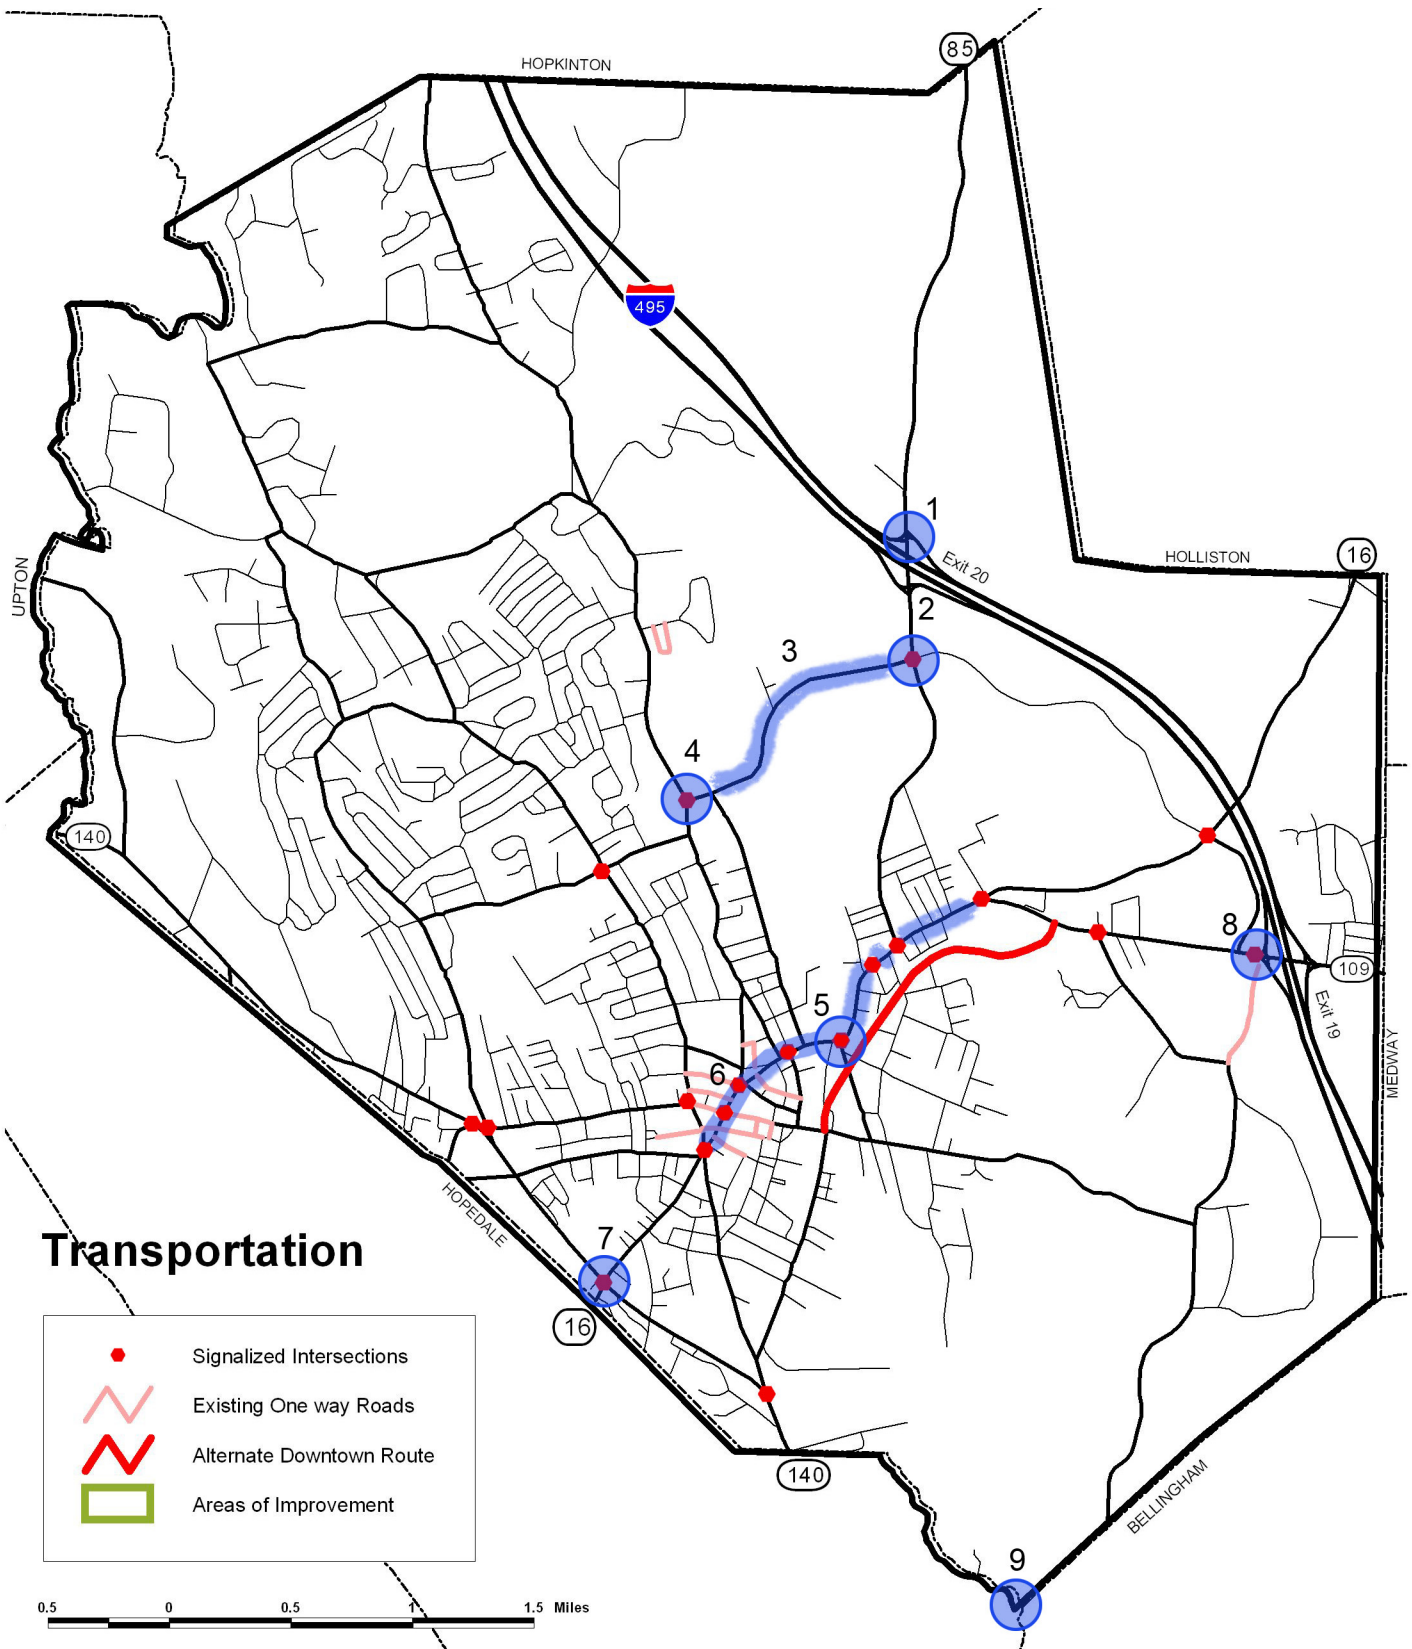 85
HOPKINTON
495
1
Exit 20
HOLLISTON
16
UPTON
2
3
4
140
8
109
5
Exit 19
6
MEDWAY
HOPEDALE
7
16
Transportation
Signalized Intersections
Existing One way Roads
Alternate Downtown Route
Areas of Improvement
140
BELLINGHAM
9
0.5 0 0.5 1 1.5 Miles